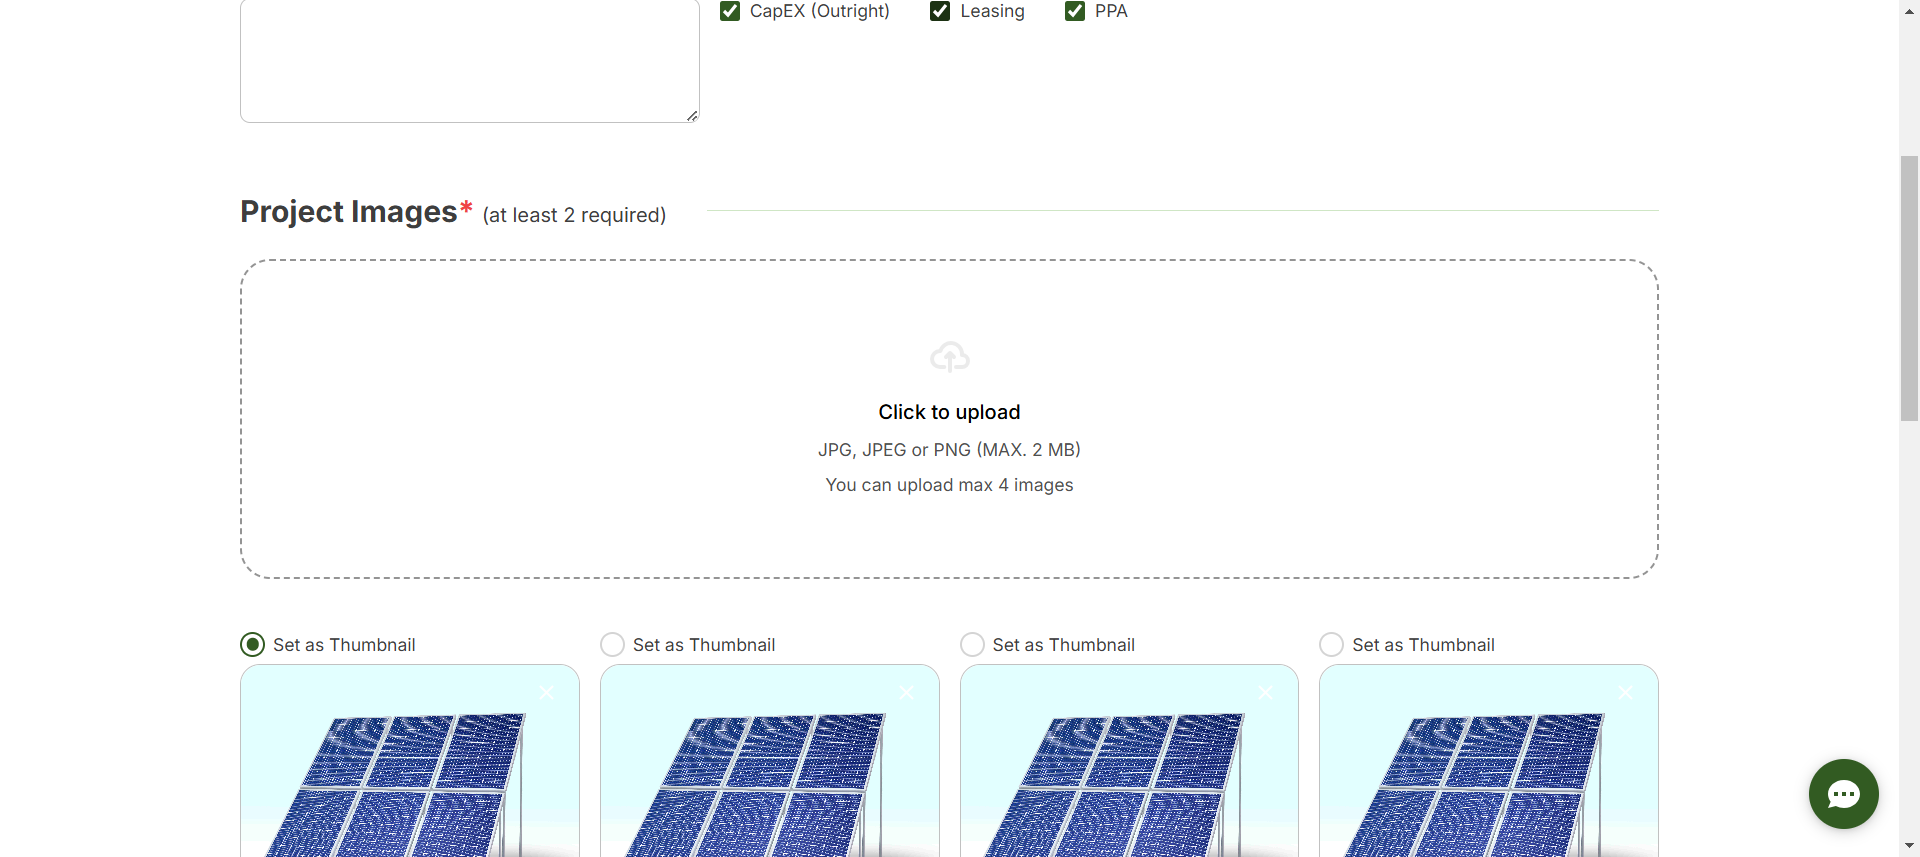 CapEX (Outright) Leasing PPA
Project Images* (at least 2 required)
Click to upload
JPG, JPEG or PNG (MAX. 2 MB)
You can upload max 4 images
Set as Thumbnail Set as Thumbnail Set as Thumbnail Set as Thumbnail